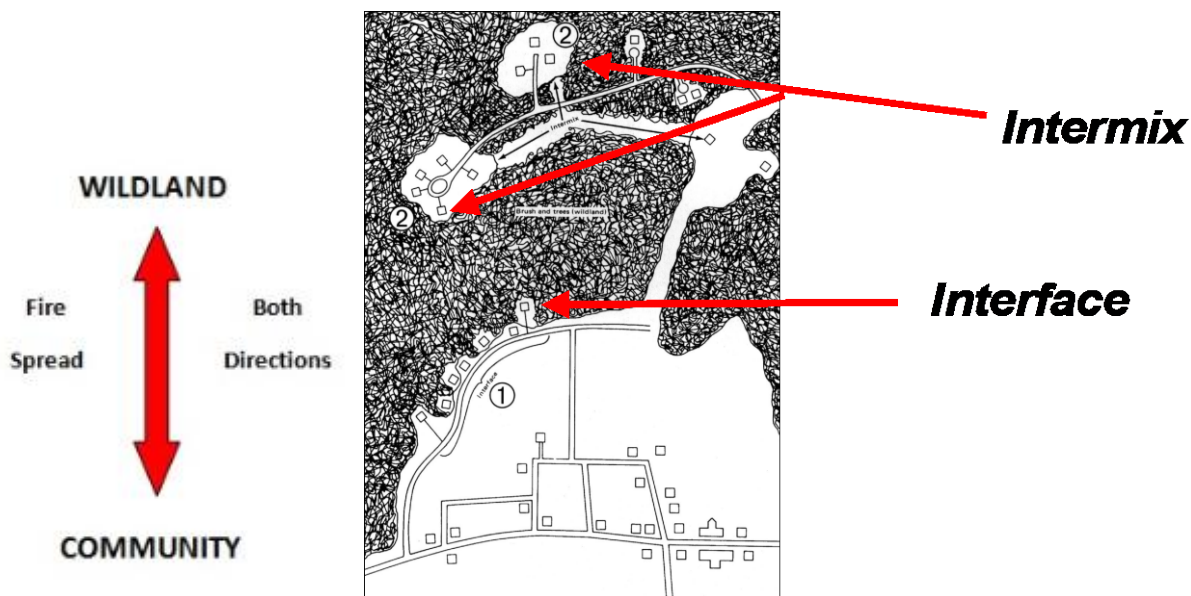 WILDLAND
Fire
Spread
Both
Directions
COMMUNITY
2
Intermix
2
Brush and trees (wildland)
Interface
1
Intermix
Interface